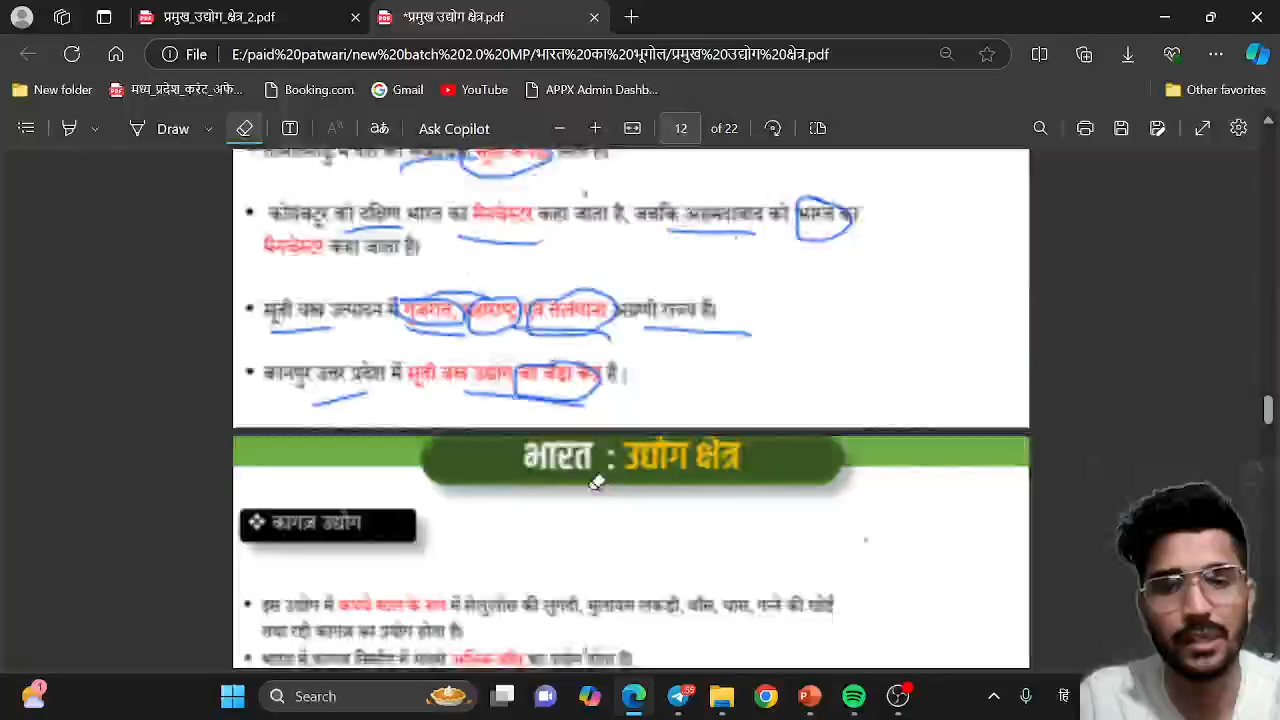 प्रमुख_उद्योग_क्षेत्र_2.pdf
*प्रमुख उद्योग क्षेत्र.pdf
File
E:/paid%20patwari/new%20batch%202.0%20MP/भारत%20का%20भूगोल/प्रमुख%20उद्योग%20क्षेत्र.pdf
New folder
मध्य_प्रदेश_करंट_अफे...
Booking.com
Gmail
YouTube
APPX Admin Dashb...
Other favorites
Draw
Ask Copilot
12 of 22
कोयंबटूर को दक्षिण भारत का मैनचेस्टर कहा जाता है, जबकि अहमदाबाद को भारत का
मैनचेस्टर कहा जाता है।
सूती वस्त्र उत्पादन में गुजरात, महाराष्ट्र एवं तेलंगाना अग्रणी राज्य हैं।
कानपुर उत्तर प्रदेश में सूती वस्त्र उद्योग का बड़ा केंद्र है।
भारत : उद्योग क्षेत्र
कागज़ उद्योग
इस उद्योग में कच्चे माल के रूप में सेलुलोस की लुगदी, मुलायम लकड़ी, बाँस, घास, गन्ने की खोई
तथा रद्दी कागज का प्रयोग होता है।
Search
59
हि